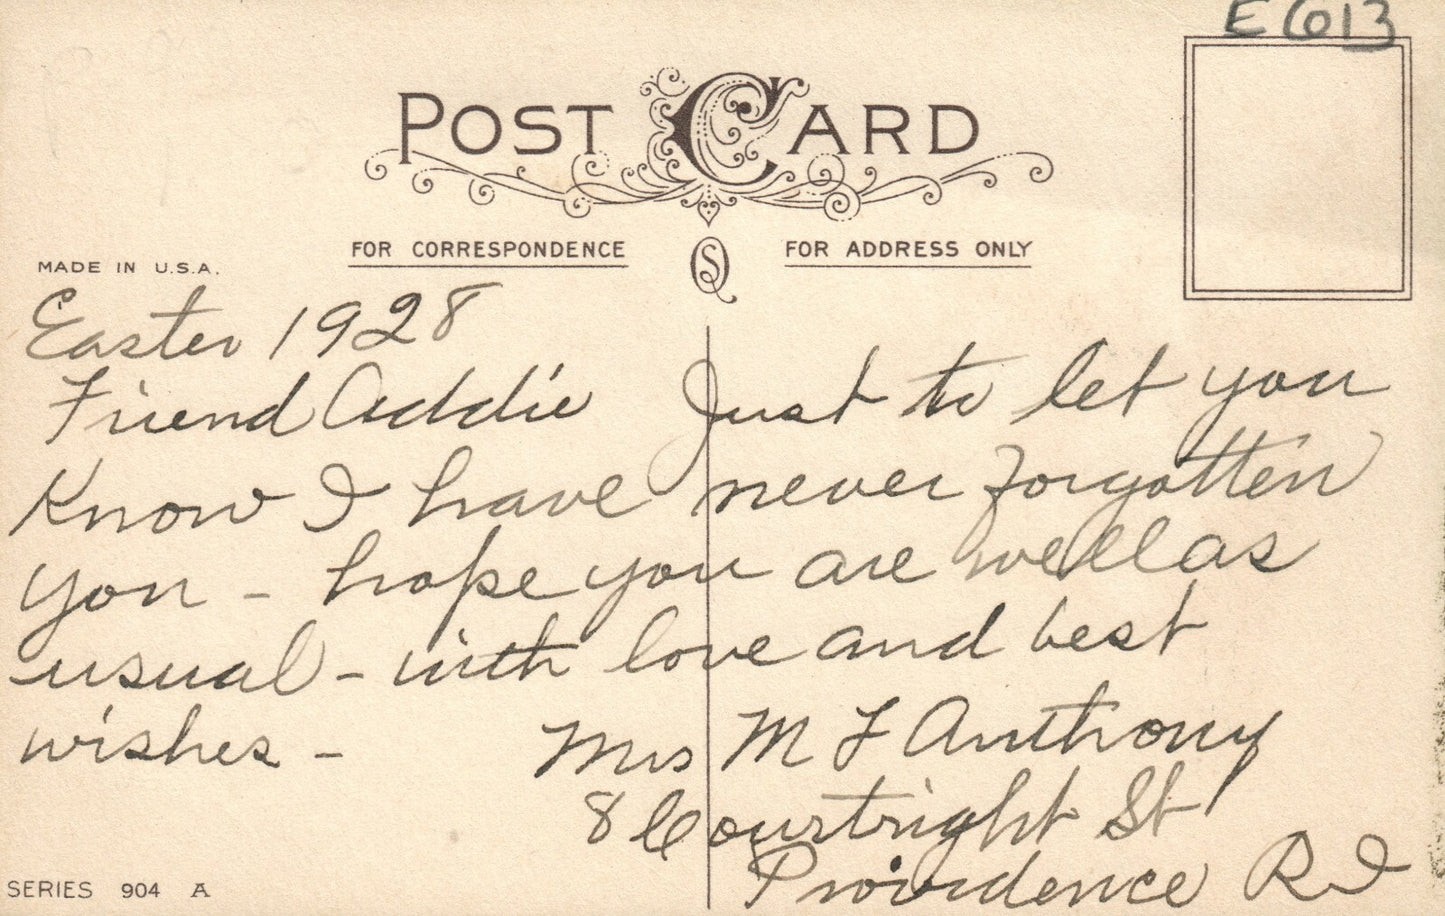 E613
POST CARD
FOR CORRESPONDENCE
FOR ADDRESS ONLY
MADE IN U.S.A.
Easter 1928
Friend Addie Just to let you
know I have never forgotten
you - hope you are well as
usual - with love and best
wishes -
Mrs M F Anthony
8 Courtright St
Providence RI
SERIES 904 A